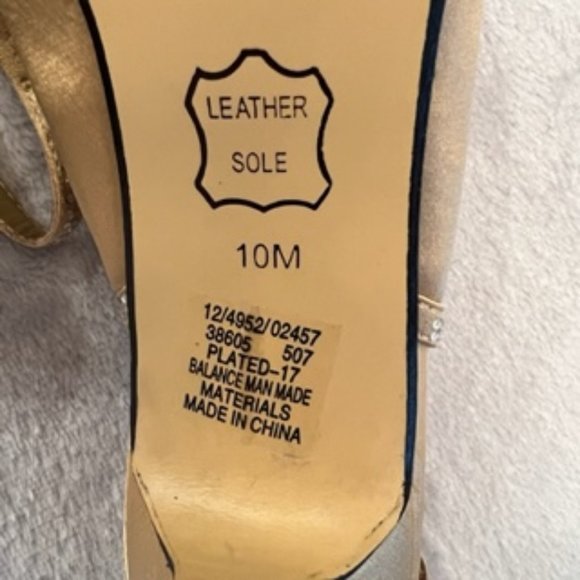 LEATHER
SOLE
10M
12/4952/02457
38605 507
PLATED-17
BALANCE MAN MADE
MATERIALS
MADE IN CHINA